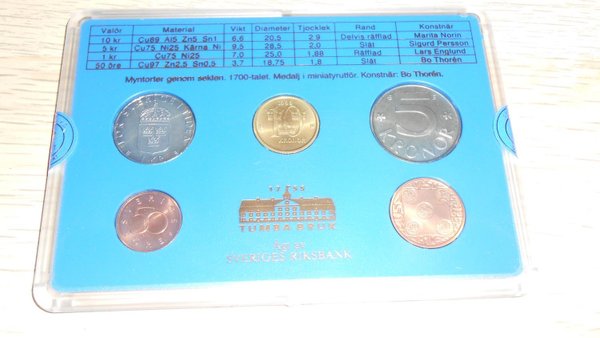 Valör Material Vikt Diameter Tjocklek Rand Konstnär
10 kr Cu89 Al5 Zn5 Sn1 6,6 20,5 2,9 Delvis räfflad Marita Norin
5 kr Cu75 Ni25 Kärna Ni 9,5 28,5 2,0 Slät Sigurd Persson
1 kr Cu75 Ni25 7,0 25,0 1,88 Räfflad Lars Englund
50 öre Cu97 Zn2,5 Sn0,5 3,7 18,75 1,8 Slät Bo Thorén
Myntorter genom seklen. 1700-talet. Medalj i miniatyruttör. Konstnär: Bo Thorén.
KRONOR
5
KRONOR
50
1755
TUMBA BRUK
SVERIGES RIKSBANK